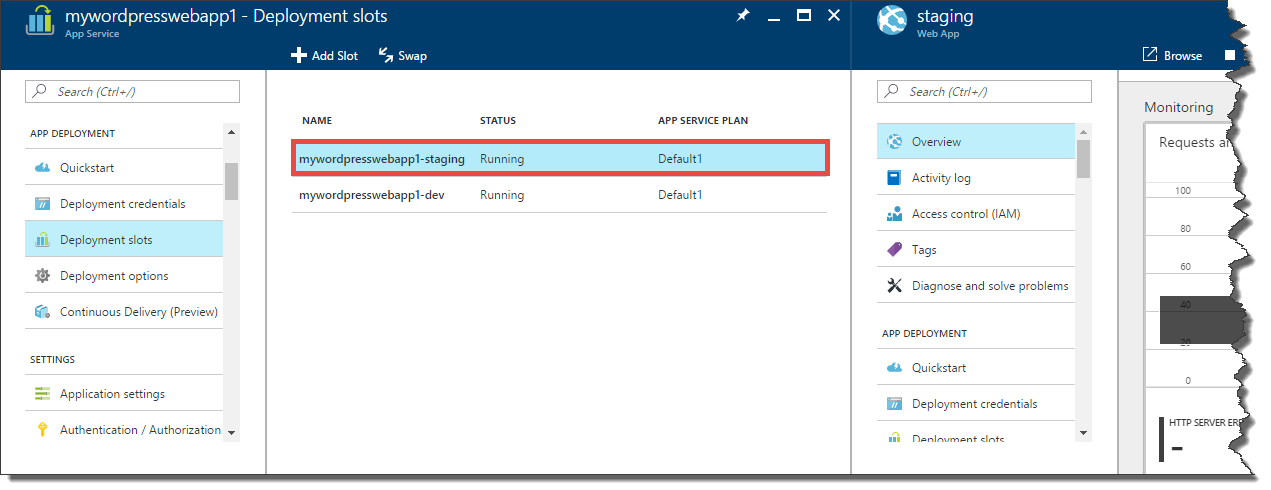 mywordpresswebapp1 - Deployment slots
App Service
Add Slot
Swap
Search (Ctrl+/)
APP DEPLOYMENT
Quickstart
Deployment credentials
Deployment slots
Deployment options
Continuous Delivery (Preview)
SETTINGS
Application settings
Authentication / Authorization
NAME STATUS APP SERVICE PLAN
mywordpresswebapp1-staging Running Default1
mywordpresswebapp1-dev Running Default1
staging
Web App
Browse
Search (Ctrl+/)
Overview
Activity log
Access control (IAM)
Tags
Diagnose and solve problems
APP DEPLOYMENT
Quickstart
Deployment credentials
Deployment slots
Monitoring
Requests
100
80
60
40
20
0
HTTP SERVER
--